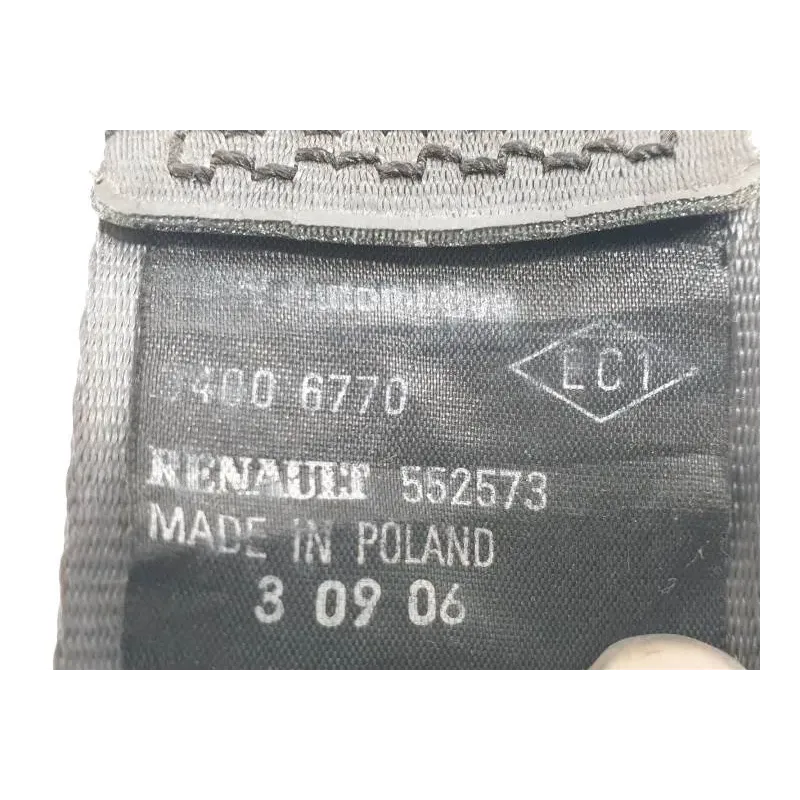 400 6770
LC1
RENAULT 552573
MADE IN POLAND
3 09 06